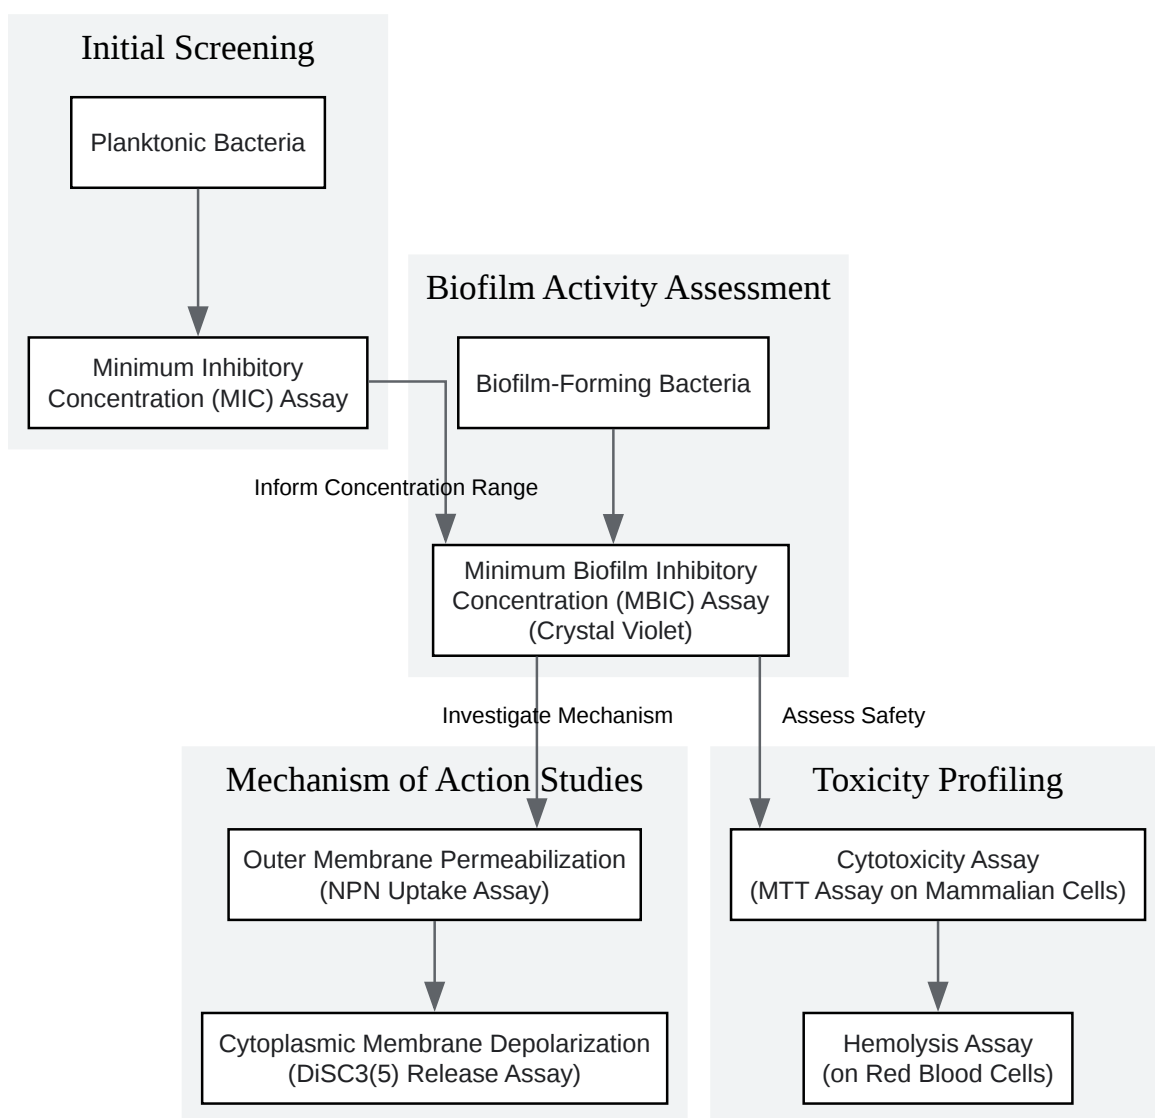 Initial Screening
Planktonic Bacteria
Minimum Inhibitory
Concentration (MIC) Assay
Biofilm Activity Assessment
Biofilm-Forming Bacteria
Inform Concentration Range
Minimum Biofilm Inhibitory
Concentration (MBIC) Assay
(Crystal Violet)
Investigate Mechanism
Assess Safety
Mechanism of Action Studies
Outer Membrane Permeabilization
(NPN Uptake Assay)
Cytoplasmic Membrane Depolarization
(DiSC3(5) Release Assay)
Toxicity Profiling
Cytotoxicity Assay
(MTT Assay on Mammalian Cells)
Hemolysis Assay
(on Red Blood Cells)